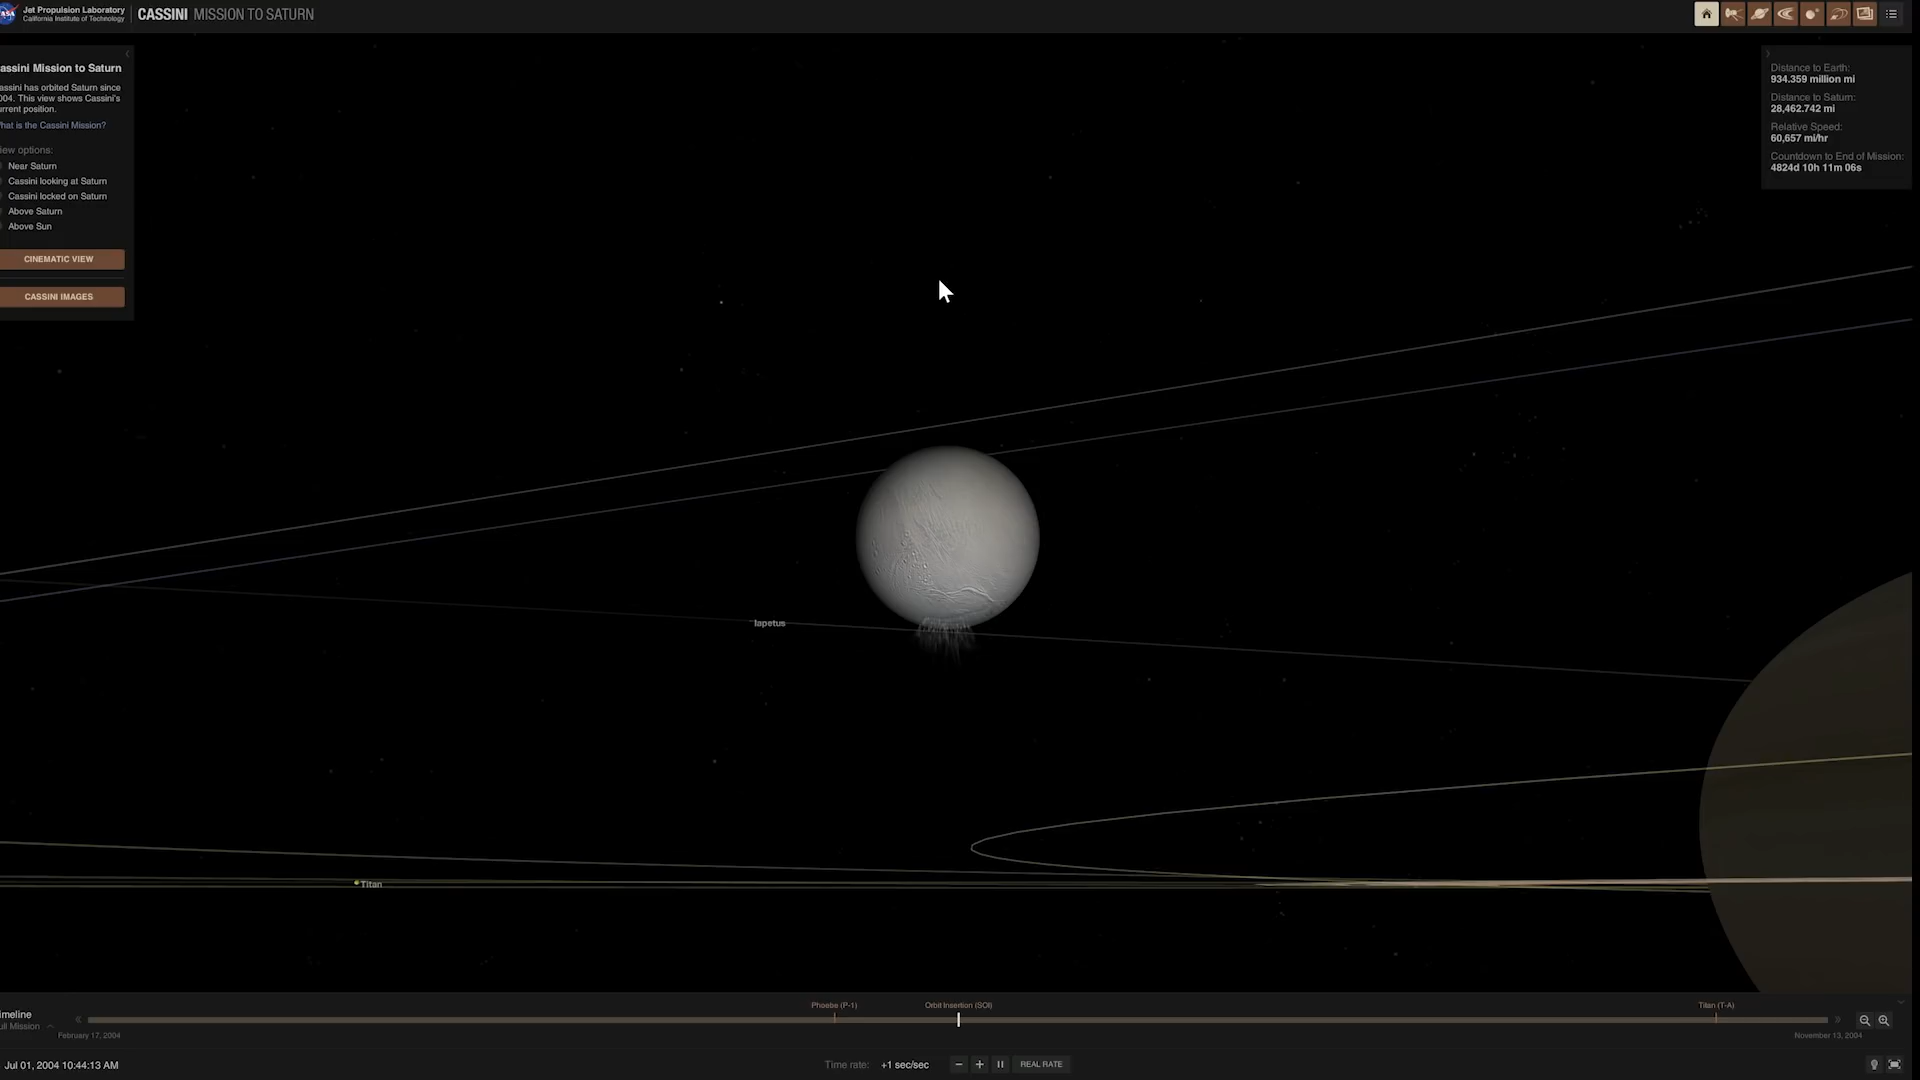 NASA
Jet Propulsion Laboratory
California Institute of Technology
CASSINI MISSION TO SATURN
assini Mission to Saturn
assini has orbited Saturn since
004. This view shows Cassini's
urrent position.
hat is the Cassini Mission?
iew options:
Near Saturn
Cassini looking at Saturn
Cassini locked on Saturn
Above Saturn
Above Sun
CINEMATIC VIEW
CASSINI IMAGES
Distance to Earth:
934.359 million mi
Distance to Saturn:
28,462.742 mi
Relative Speed:
60,657 mi/hr
Countdown to End of Mission:
4824d 10h 11m 06s
Iapetus
Titan
Phoebe (P-1)
Orbit Insertion (SOI)
Titan (T-A)
imeline
ull Mission
February 17, 2004
November 13, 2004
Jul 01, 2004 10:44:13 AM
Time rate: +1 sec/sec
REAL RATE